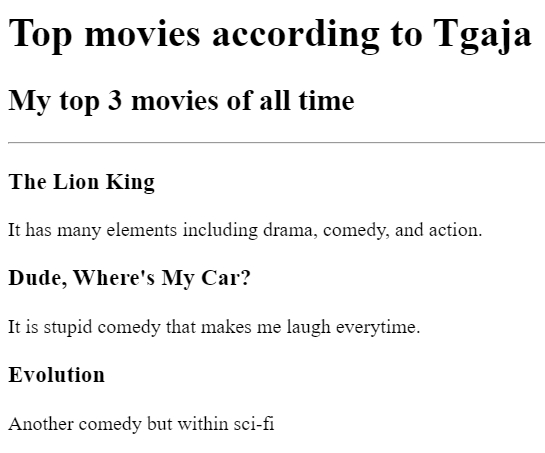 Top movies according to Tgaja
My top 3 movies of all time
The Lion King
It has many elements including drama, comedy, and action.
Dude, Where's My Car?
It is stupid comedy that makes me laugh everytime.
Evolution
Another comedy but within sci-fi